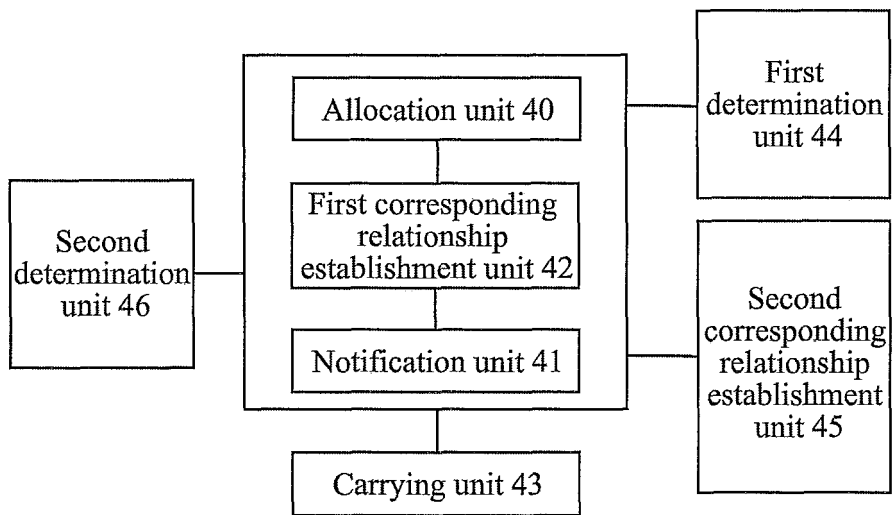 Allocation unit 40
First corresponding
relationship
establishment unit 42
Notification unit 41
Carrying unit 43
Second
determination
unit 46
First
determination
unit 44
Second
corresponding
relationship
establishment
unit 45